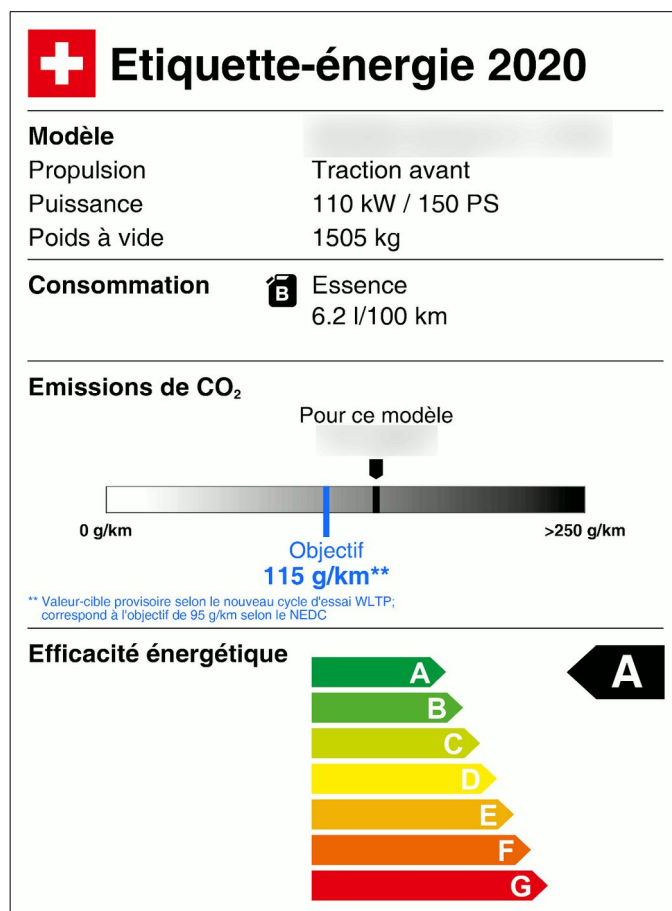 Etiquette-énergie 2020
Modèle
Propulsion Traction avant
Puissance 110 kW / 150 PS
Poids à vide 1505 kg
Consommation B Essence
6.2 l/100 km
Emissions de CO₂
Pour ce modèle
0 g/km >250 g/km
Objectif
115 g/km**
** Valeur-cible provisoire selon le nouveau cycle d'essai WLTP;
correspond à l'objectif de 95 g/km selon le NEDC
Efficacité énergétique
A A
B
C
D
E
F
G